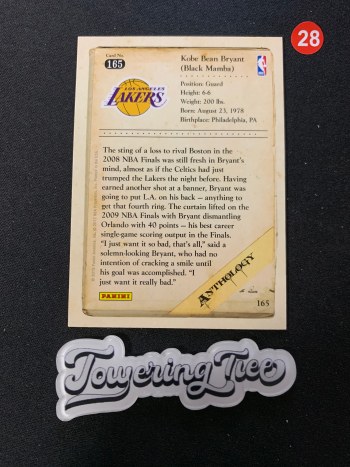 28
Card No.
165
LOS ANGELES
LAKERS
Kobe Bean Bryant
(Black Mamba)
Position: Guard
Height: 6-6
Weight: 200 lbs.
Born: August 23, 1978
Birthplace: Philadelphia, PA
The sting of a loss to rival Boston in the
2008 NBA Finals was still fresh in Bryant's
mind, almost as if the Celtics had just
trumped the Lakers the night before. Having
earned another shot at a banner, Bryant was
going to put L.A. on his back – anything to
get that fourth ring. The curtain lifted on the
2009 NBA Finals with Bryant dismantling
Orlando with 40 points – his best career
single-game scoring output in the Finals.
"I just want it so bad, that's all," said a
solemn-looking Bryant, who had no
intention of cracking a smile until
his goal was accomplished. "I
just want it really bad."
PANINI
ANTHOLOGY
165